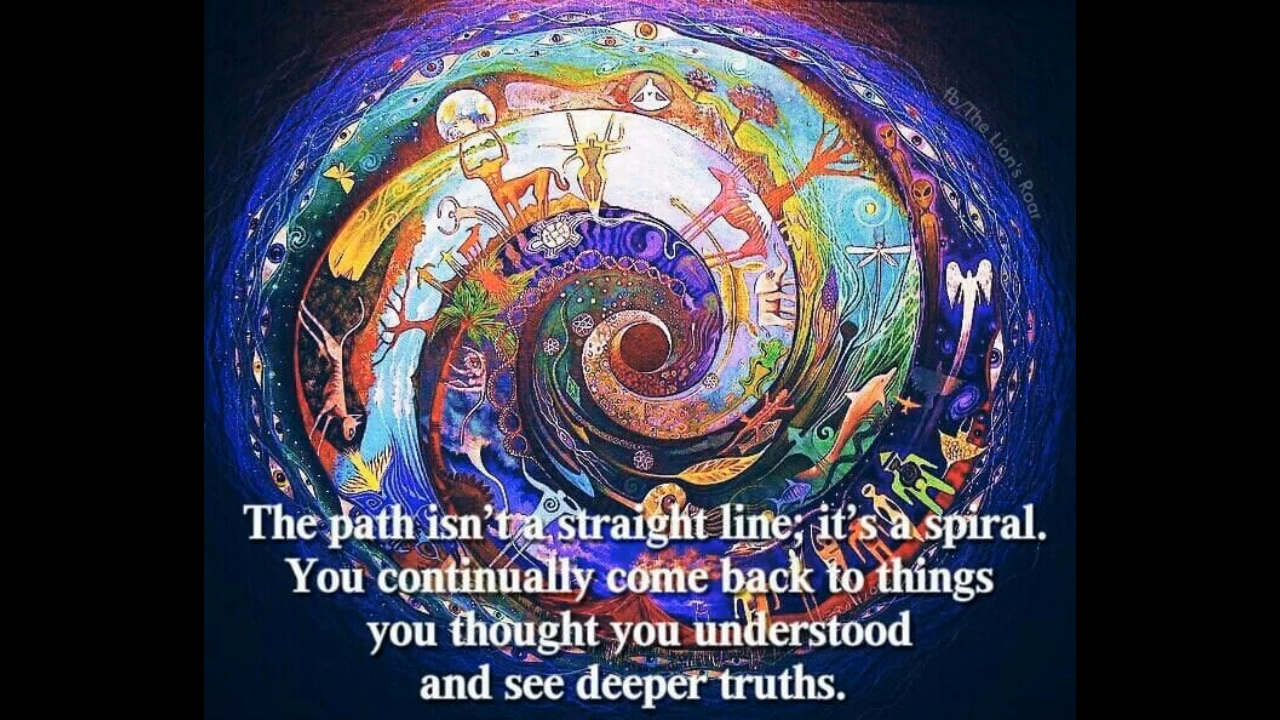 fb/The Lion's Roar
The path isn't a straight line; it's a spiral.
You continually come back to things
you thought you understood
and see deeper truths.